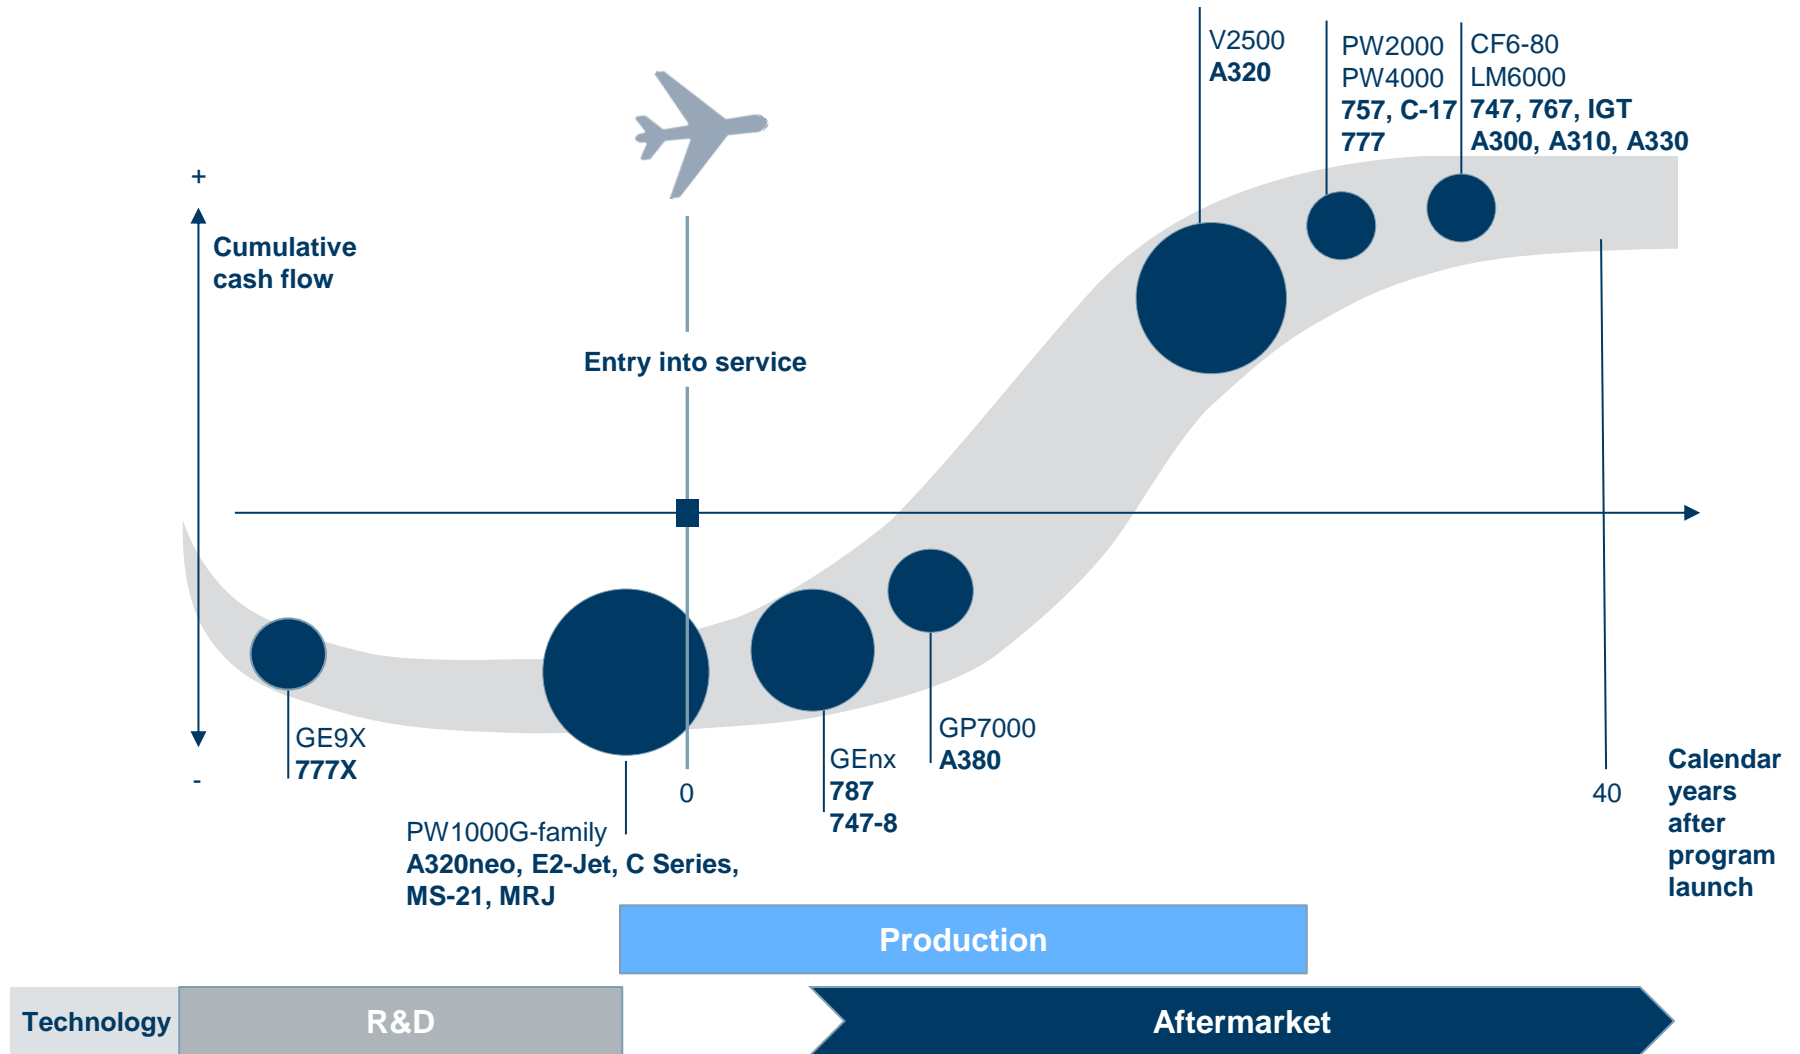 V2500
A320
PW2000
PW4000
757, C-17
777
CF6-80
LM6000
747, 767, IGT
A300, A310, A330
+
Cumulative
cash flow
Entry into service
-
GE9X
777X
PW1000G-family
A320neo, E2-Jet, C Series,
MS-21, MRJ
0
GEnx
787
747-8
GP7000
A380
40
Calendar
years
after
program
launch
Production
Technology
R&D
Aftermarket